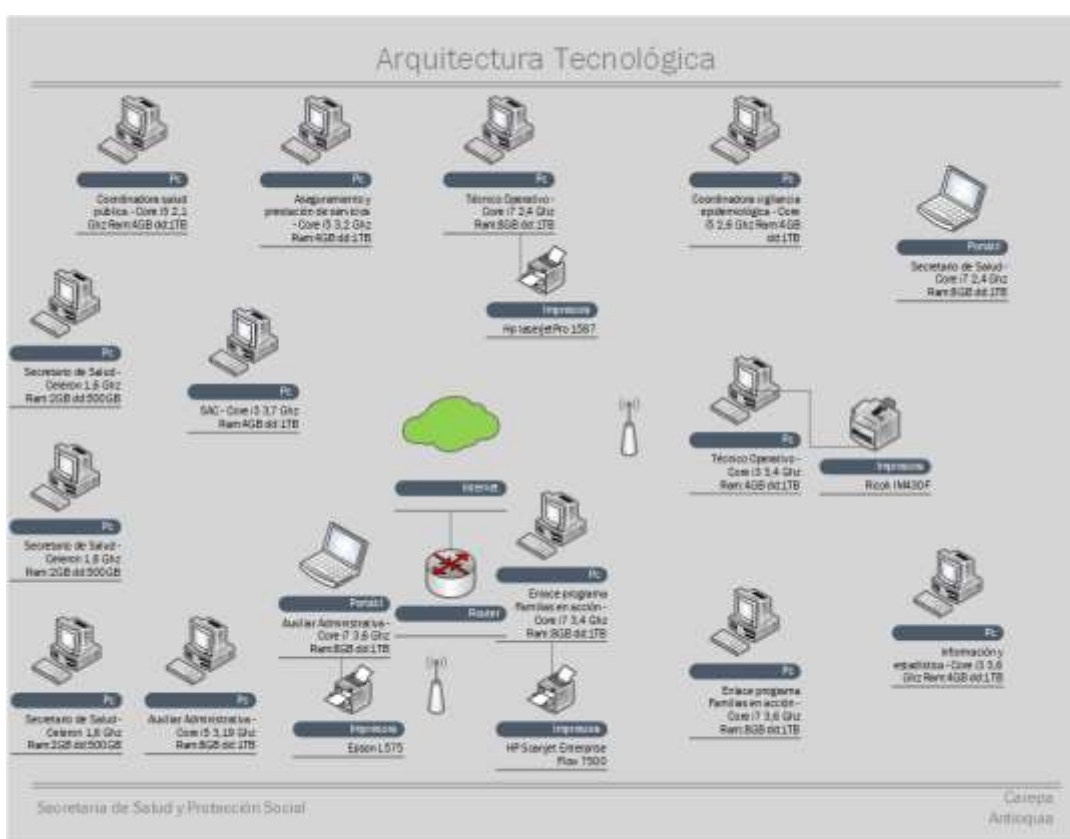 Arquitectura Tecnológica
Pc
Coordinadora salud
pública - Core i5 2,1
Ghz Ram:4GB dd:1TB
Pc
Aseguramiento y
prestación de servicios
- Core i5 3,2 Ghz
Ram:4GB dd:1TB
Pc
Técnico Operativo -
Core i7 2,4 Ghz
Ram:8GB dd:1TB
Pc
Coordinadora vigilancia
epidemiológica - Core
i5 2,6 Ghz Ram:4GB
dd:1TB
Portátil
Secretario de Salud -
Core i7 2,4 Ghz
Ram:8GB dd:1TB
Impresora
Hp laserjet Pro
Pc
Secretario de Salud -
Celeron 1,6 Ghz
Ram:2GB dd:500GB
Pc
SAC - Core i3 3,7 Ghz
Ram:4GB dd:1TB
Internet
Pc
Técnico Operativo -
Core i3 3,4 Ghz
Ram:4GB dd:1TB
Impresora
IM430F
Pc
Secretario de Salud -
Celeron 1,6 Ghz
Ram:2GB dd:500GB
Portátil
Auxiliar Administrativa -
Core i7 3,6 Ghz
Ram:8GB dd:1TB
Router
Pc
Enlace programa
Familias en acción -
Core i7 3,4 Ghz
Ram:8GB dd:1TB
Pc
Enlace programa
Familias en acción -
Core i7 3,6 Ghz
Ram:8GB dd:1TB
Pc
Información y
estadística - Core i3 3,6
Ghz Ram:4GB dd:1TB
Pc
Secretario de Salud -
Celeron 1,6 Ghz
Ram:2GB dd:500GB
Pc
Auxiliar Administrativa -
Core i5 3,19 Ghz
Ram:8GB dd:1TB
Impresora
Epson L575
Impresora
HP Scanjet Enterprise
Flow 7500
Secretaria de Salud y Protección Social
Carepa
Antioquia